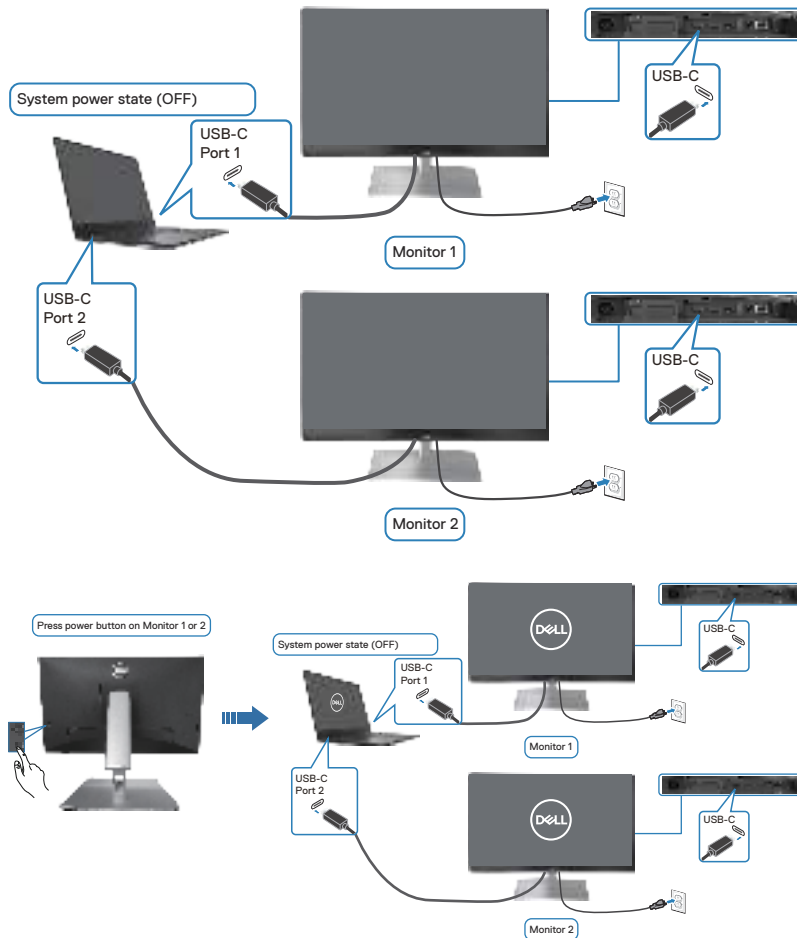 USB-C
System power state (OFF)
USB-C
Port 1
Monitor 1
USB-C
Port 2
USB-C
Monitor 2
Press power button on Monitor 1 or 2
DELL
USB-C
System power state (OFF)
USB-C
Port 1
DELL
Monitor 1
USB-C
Port 2
DELL
USB-C
Monitor 2